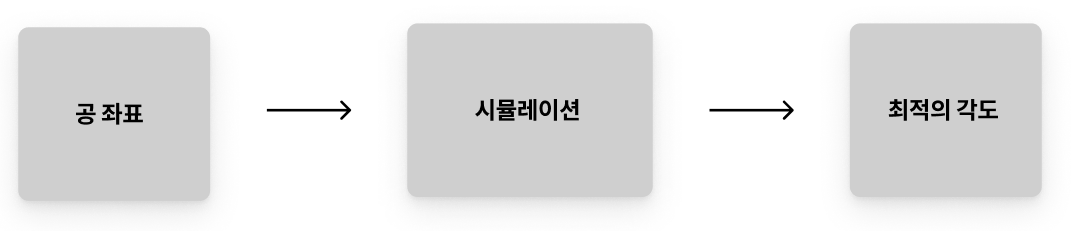 공 좌표
시뮬레이션
최적의 각도